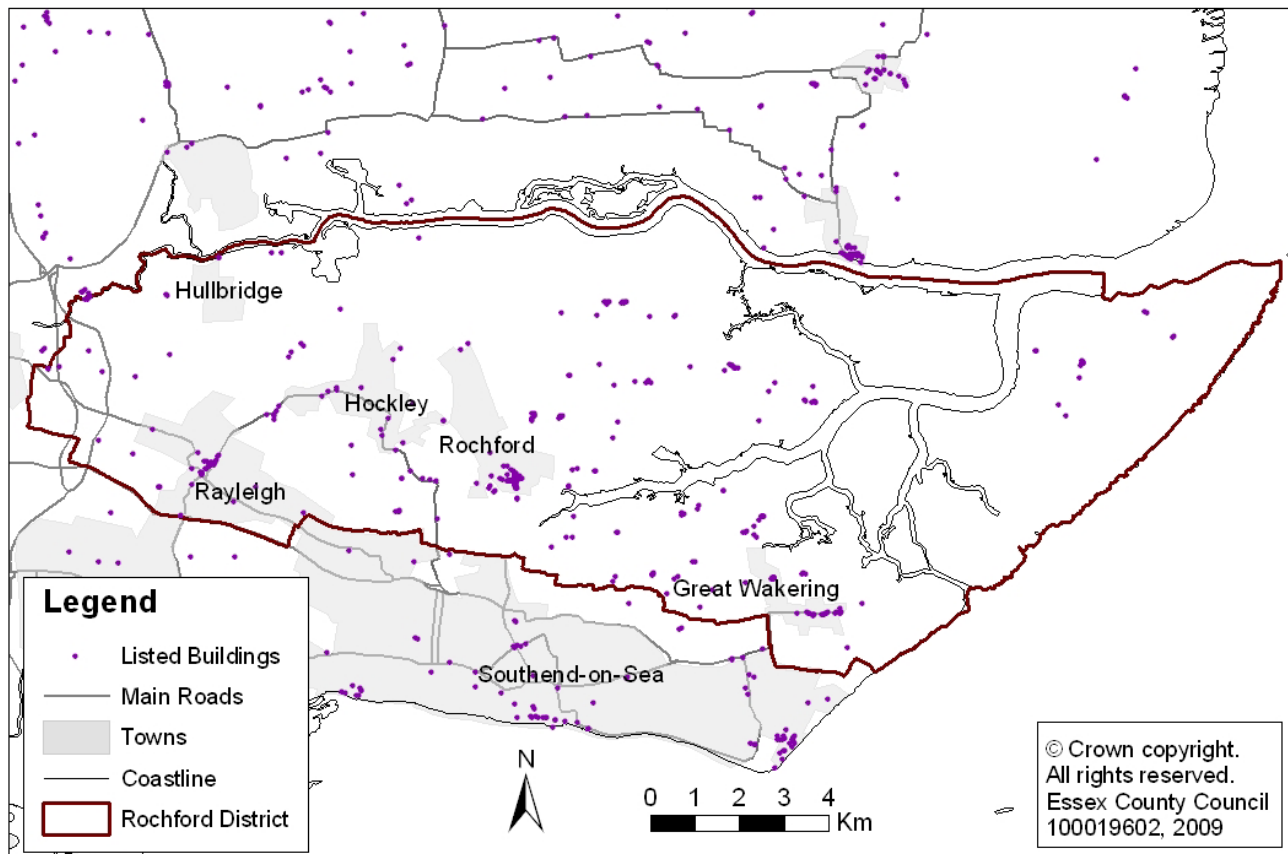 Hullbridge
Hockley
Rochford
Rayleigh
Great Wakering
Southend-on-Sea
Legend
Listed Buildings
Main Roads
Towns
Coastline
Rochford District
N
0 1 2 3 4
Km
© Crown copyright.
All rights reserved.
Essex County Council
100019602, 2009